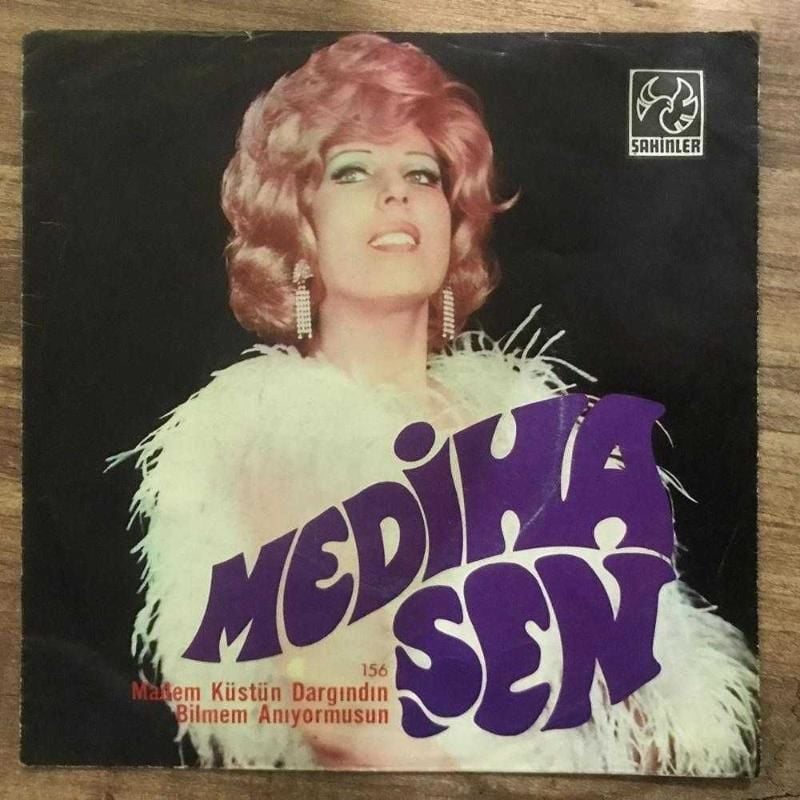 ŞAHİNLER
MEDİHA
ŞEN
156
Madem Küstün Dargındın
Bilmem Anıyormusun